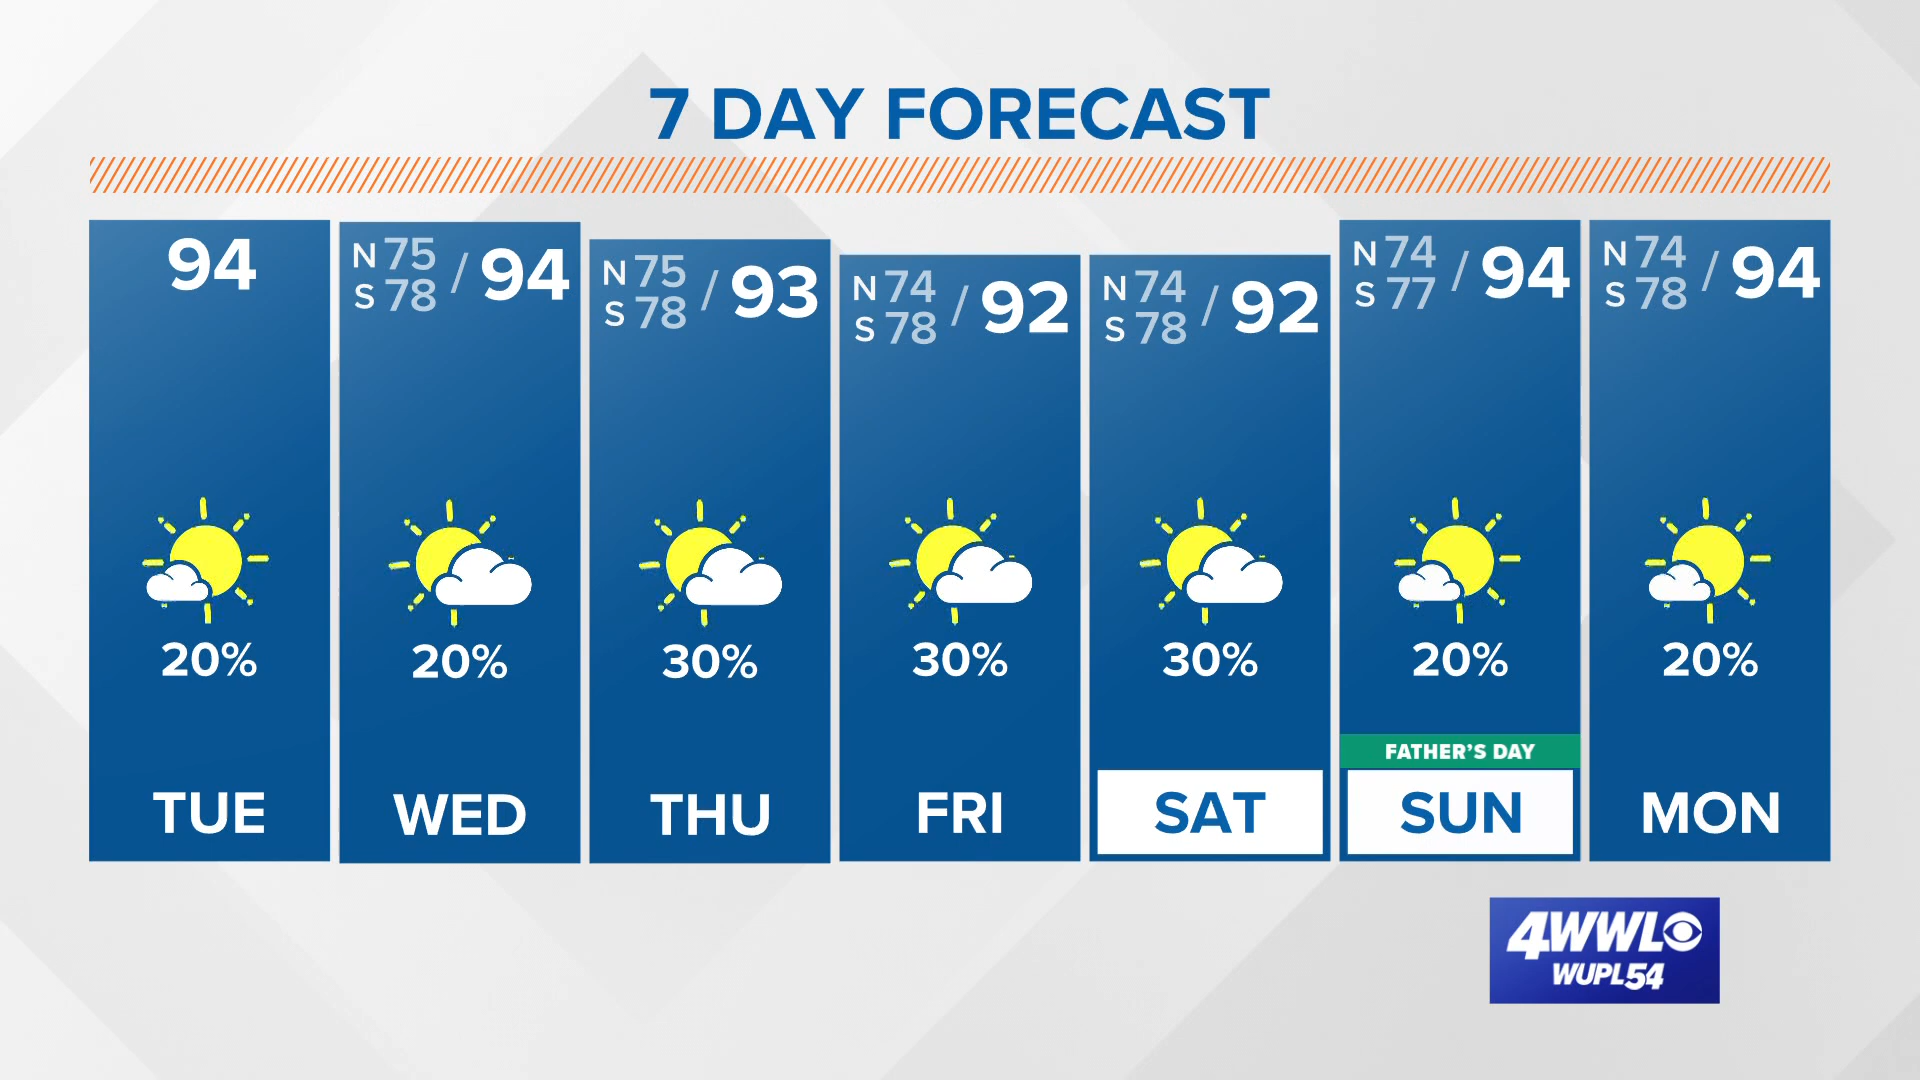 7 DAY FORECAST
94
N 75
S 78 / 94
N 75
S 78 / 93
N 74
S 78 / 92
N 74
S 78 / 92
N 74
S 77 / 94
N 74
S 78 / 94
20%
20%
30%
30%
30%
20%
20%
FATHER'S DAY
TUE
WED
THU
FRI
SAT
SUN
MON
4WWL
WUPL54